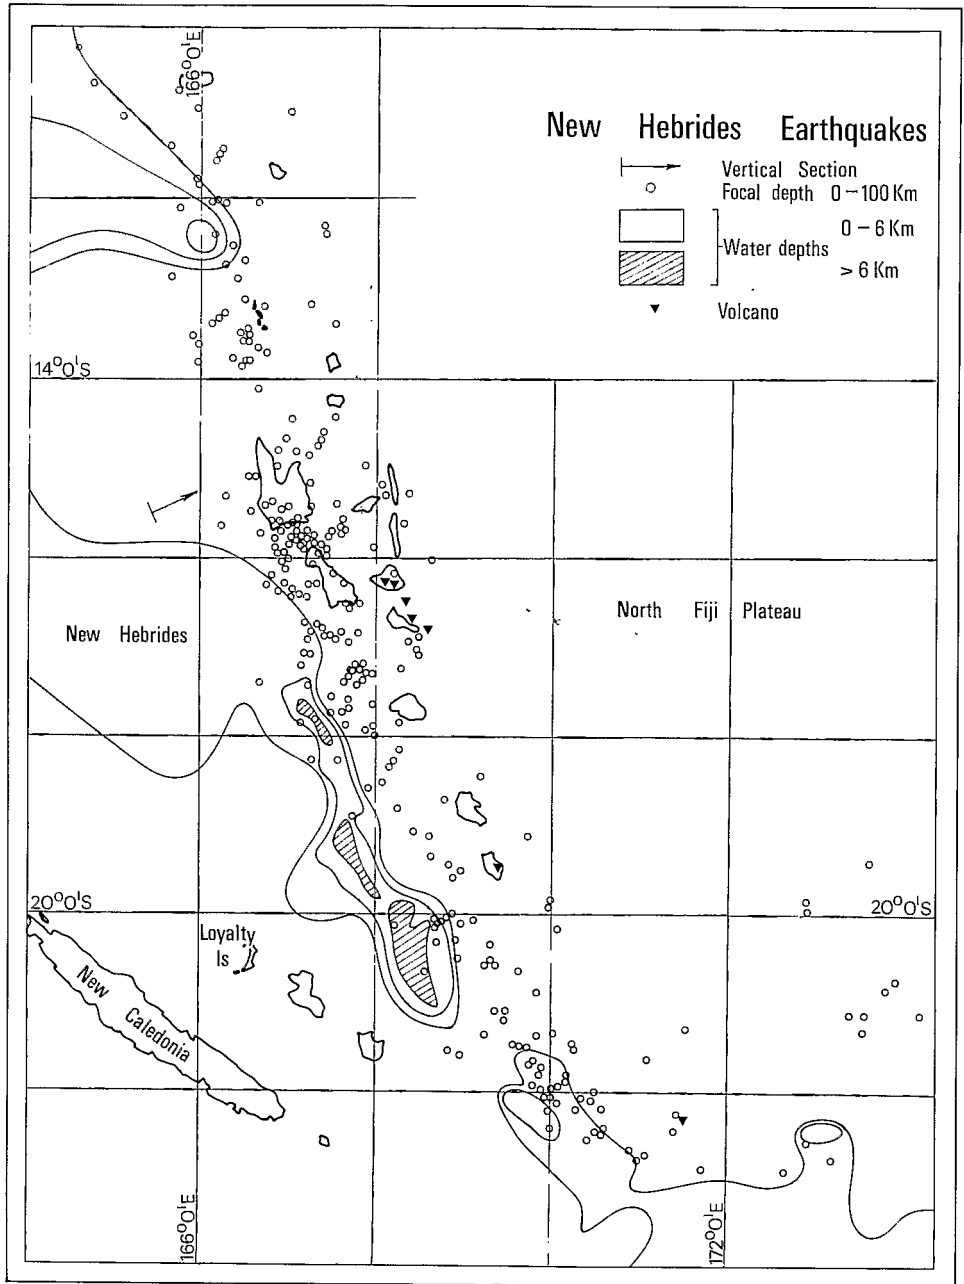 166°0'E
New Hebrides Earthquakes
Vertical Section
Focal depth 0-100 Km
0-6 Km
Water depths
> 6 Km
Volcano
14°0'S
North Fiji Plateau
New Hebrides
20°0'S
20°0'S
Loyalty
Is
New
Caledonia
166°0'E
172°0'E